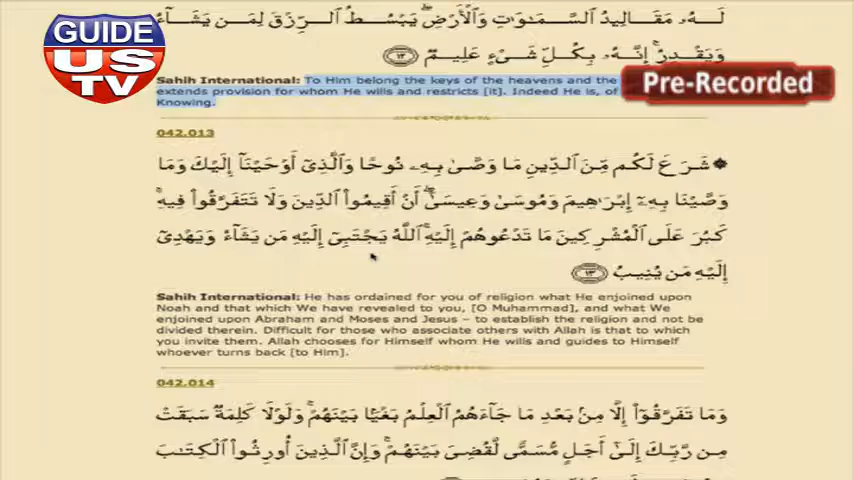 لَهُۥ مَقَالِيدُ ٱلسَّمَٰوَٰتِ وَٱلْأَرْضِ ۖ يَبْسُطُ ٱلرِّزْقَ لِمَن يَشَآءُ
GUIDE
US
TV
وَيَقْدِرُ ۚ إِنَّهُۥ بِكُلِّ شَىْءٍ عَلِيمٌ ١٢
Sahih International: To Him belong the keys of the heavens and the
Pre-Recorded
extends provision for whom He wills and restricts [it]. Indeed He is, of
Knowing.
042.013
۞ شَرَعَ لَكُم مِّنَ ٱلدِّينِ مَا وَصَّىٰ بِهِۦ نُوحًا وَٱلَّذِىٓ أَوْحَيْنَآ إِلَيْكَ وَمَا
وَصَّيْنَا بِهِۦٓ إِبْرَٰهِيمَ وَمُوسَىٰ وَعِيسَىٰٓ ۖ أَنْ أَقِيمُوا۟ ٱلدِّينَ وَلَا تَتَفَرَّقُوا۟ فِيهِ ۚ
كَبُرَ عَلَى ٱلْمُشْرِكِينَ مَا تَدْعُوهُمْ إِلَيْهِ ۚ ٱللَّهُ يَجْتَبِىٓ إِلَيْهِ مَن يَشَآءُ وَيَهْدِىٓ
إِلَيْهِ مَن يُنِيبُ ١٣
Sahih International: He has ordained for you of religion what He enjoined upon
Noah and that which We have revealed to you, [O Muhammad], and what We
enjoined upon Abraham and Moses and Jesus – to establish the religion and not be
divided therein. Difficult for those who associate others with Allah is that to which
you invite them. Allah chooses for Himself whom He wills and guides to Himself
whoever turns back [to Him].
042.014
وَمَا تَفَرَّقُوٓا۟ إِلَّا مِنۢ بَعْدِ مَا جَآءَهُمُ ٱلْعِلْمُ بَغْيًۢا بَيْنَهُمْ ۚ وَلَوْلَا كَلِمَةٌ سَبَقَتْ
مِن رَّبِّكَ إِلَىٰٓ أَجَلٍ مُّسَمًّى لَّقُضِىَ بَيْنَهُمْ ۚ وَإِنَّ ٱلَّذِينَ أُورِثُوا۟ ٱلْكِتَٰبَ